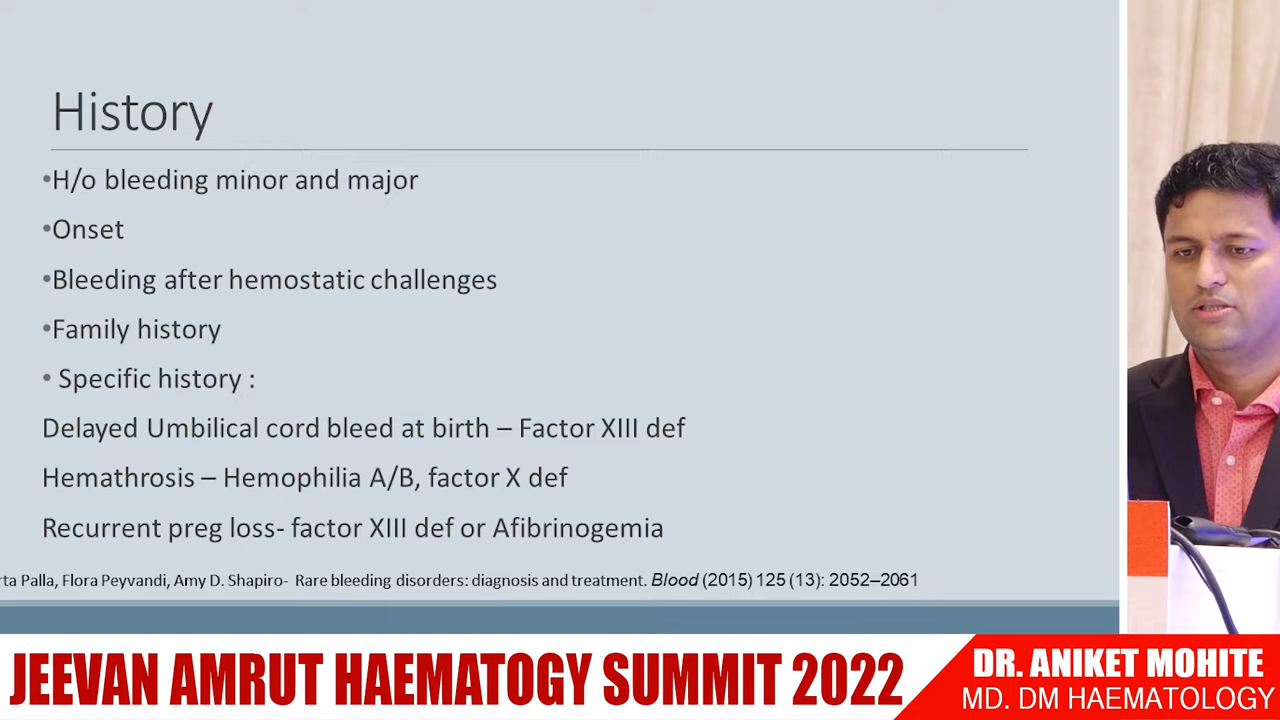 History
•H/o bleeding minor and major
•Onset
•Bleeding after hemostatic challenges
•Family history
• Specific history :
Delayed Umbilical cord bleed at birth – Factor XIII def
Hemathrosis – Hemophilia A/B, factor X def
Recurrent preg loss- factor XIII def or Afibrinogemia
Palla, Flora Peyvandi, Amy D. Shapiro- Rare bleeding disorders: diagnosis and treatment. Blood (2015) 125 (13): 2052–2061
JEEVAN AMRUT HAEMATOGY SUMMIT 2022
DR. ANIKET MOHITE
MD. DM HAEMATOLOGY